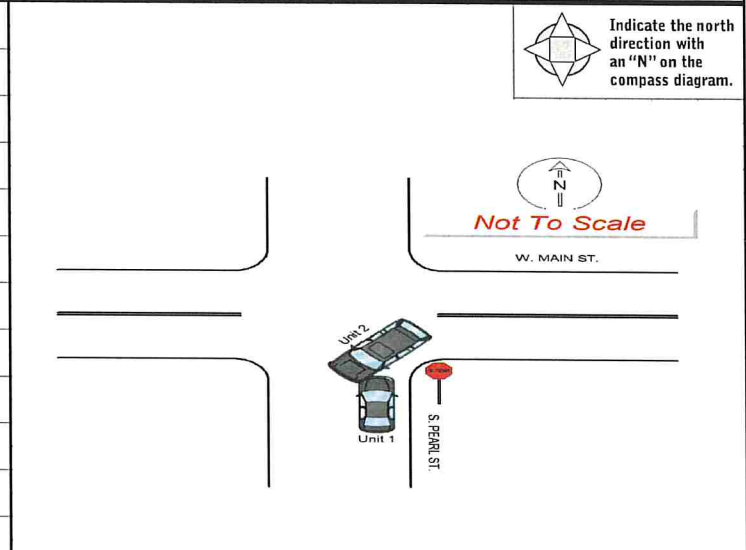 Indicate the north
direction with
an "N" on the
compass diagram.
N
Not To Scale
W. MAIN ST.
Unit 2
Unit 1
S. PEARL ST.